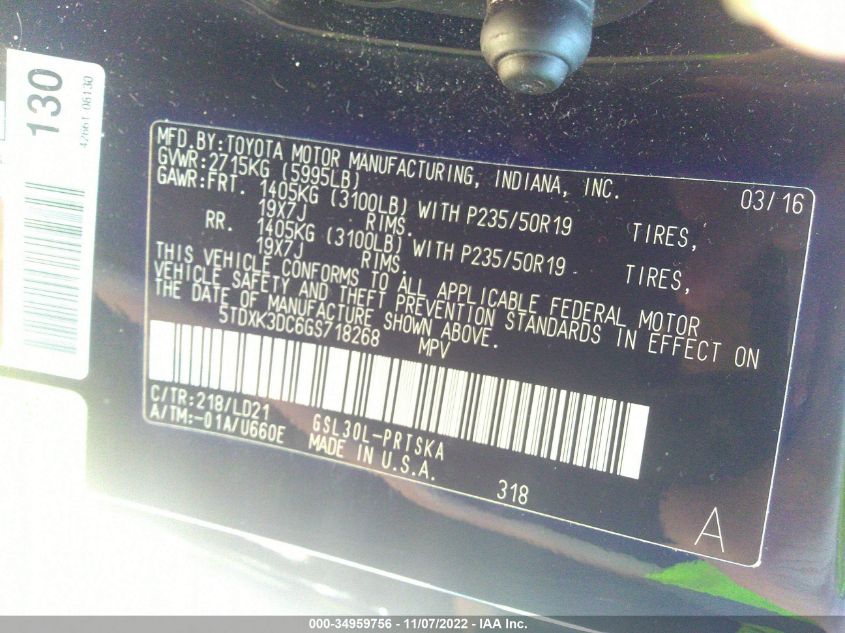 130
42661 08130
MFD.BY:TOYOTA MOTOR MANUFACTURING, INDIANA, INC. 03/16
GVWR:2715KG (5995LB)
GAWR:FRT. 1405KG (3100LB) WITH P235/50R19 TIRES,
19X7J RIMS.
RR. 1405KG (3100LB) WITH P235/50R19 TIRES,
19X7J RIMS.
THIS VEHICLE CONFORMS TO ALL APPLICABLE FEDERAL MOTOR
VEHICLE SAFETY AND THEFT PREVENTION STANDARDS IN EFFECT ON
THE DATE OF MANUFACTURE SHOWN ABOVE.
5TDXK3DC6GS718268 MPV
C/TR:218/LD21
A/TM:-01A/U660E
GSL30L-PRTSKA
MADE IN U.S.A.
318
A
000-34959756 - 11/07/2022 - IAA Inc.